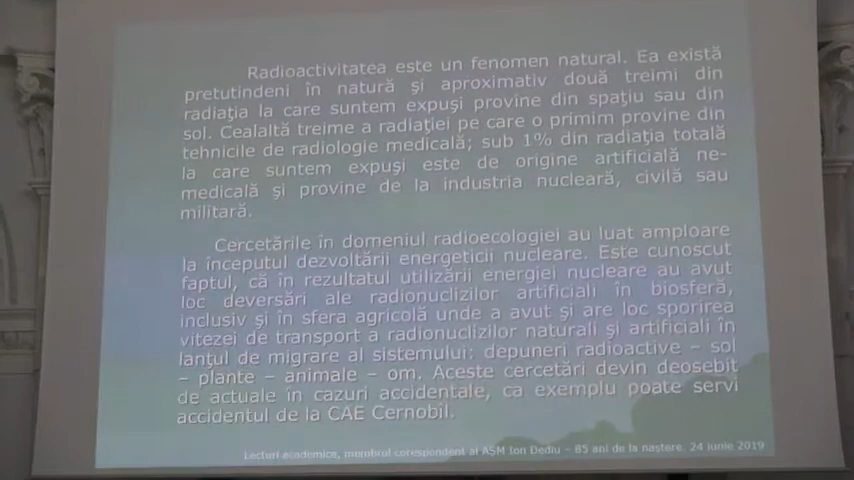 Radioactivitatea este un fenomen natural. Ea există
pretutindeni în natură şi aproximativ două treimi din
radiaţia la care suntem expuşi provine din spaţiu sau din
sol. Cealaltă treime a radiaţiei pe care o primim provine din
tehnicile de radiologie medicală; sub 1% din radiaţia totală
la care suntem expuşi este de origine artificială ne-
medicală şi provine de la industria nucleară, civilă sau
militară.
Cercetările în domeniul radioecologiei au luat amploare
la începutul dezvoltării energeticii nucleare. Este cunoscut
faptul, că în rezultatul utilizării energiei nucleare au avut
loc deversări ale radionuclizilor artificiali în biosferă,
inclusiv şi în sfera agricolă unde a avut şi are loc sporirea
vitezei de transport a radionuclizilor naturali şi artificiali în
lanţul de migrare al sistemului: depuneri radioactive – sol
– plante – animale – om. Aceste cercetări devin deosebit
de actuale în cazuri accidentale, ca exemplu poate servi
accidentul de la CAE Cernobîl.
Lecturi academice, membrul corespondent al AŞM Ion Dediu – 85 ani de la naştere. 24 iunie 2019